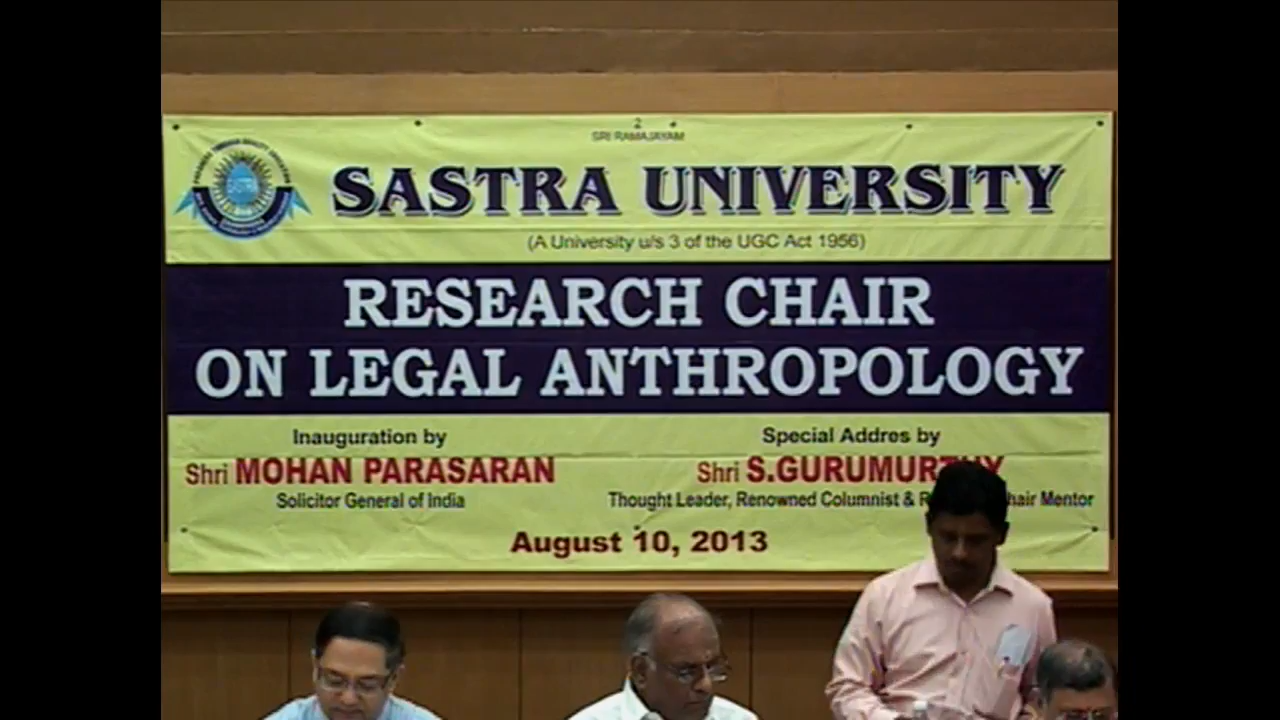 2
SRI RAMAJAYAM
SASTRA UNIVERSITY
(A University u/s 3 of the UGC Act 1956)
RESEARCH CHAIR
ON LEGAL ANTHROPOLOGY
Inauguration by
Shri MOHAN PARASARAN
Solicitor General of India
Special Addres by
Shri S.GURUMURTHY
Thought Leader, Renowned Columnist & hair Mentor
August 10, 2013